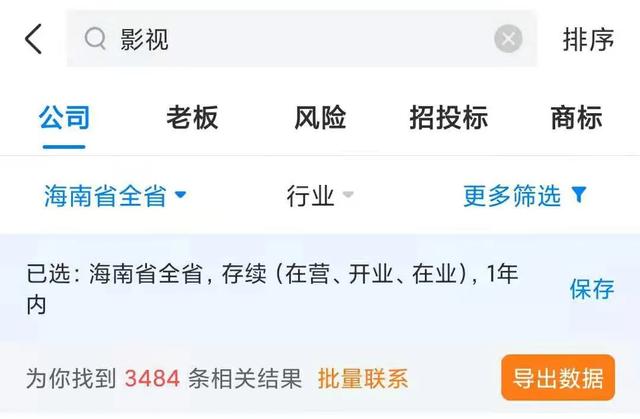 影视 排序
公司 老板 风险 招投标 商标
海南省全省 行业 更多筛选
已选: 海南省全省, 存续 (在营、开业、在业), 1年
内
保存
为你找到 3484 条相关结果 批量联系 导出数据